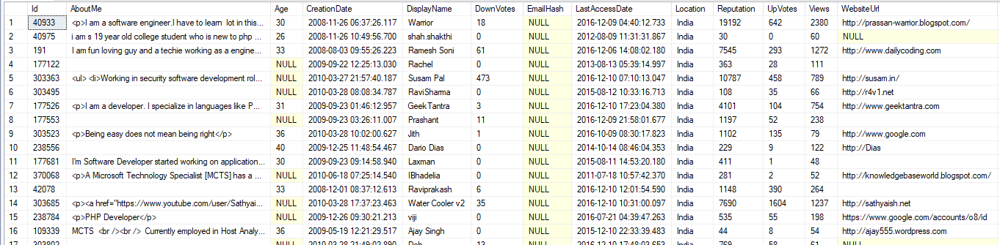 Id AboutMe Age CreationDate DisplayName DownVotes EmailHash LastAccessDate Location Reputation UpVotes Views WebsiteUrl
1 40933 <p>I am a software engineer.I have to learn lot in this... 30 2008-11-26 06:37:26.117 Warrior 18 NULL 2016-12-09 04:40:12.733 India 19192 642 2380 http://prassan-warrior.blogspot.com/
2 40975 i am s 19 year old college student who is new to php ... 26 2008-11-26 10:49:56.700 shah.shakthi 0 NULL 2012-08-09 11:31:31.867 India 30 0 60 NULL
3 191 I am fun loving guy and a techie working as a engine... 33 2008-08-03 09:55:26.223 Ramesh Soni 61 NULL 2016-12-06 14:08:02.180 India 7545 293 1272 http://www.dailycoding.com
4 177122 NULL 2009-09-22 12:25:13.030 Rachel 0 NULL 2013-08-13 05:39:14.997 India 363 28 111
5 303363 <ul> <li>Working in security software development rol... NULL 2010-03-27 21:57:40.187 Susam Pal 473 NULL 2016-12-10 07:10:13.047 India 10787 458 789 http://susam.in/
6 303495 NULL 2010-03-28 08:08:34.787 RaviSharma 0 NULL 2015-08-12 10:33:16.713 India 108 35 66 http://r4v1.net
7 177526 <p>I am a developer. I specialize in languages like P... 31 2009-09-23 01:46:12.957 GeekTantra 3 NULL 2016-12-10 17:23:04.380 India 4101 104 754 http://www.geektantra.com
8 177553 NULL 2009-09-23 03:26:11.007 Prashant 11 NULL 2016-12-09 21:58:01.677 India 1197 52 238
9 303523 <p>Being easy does not mean being right</p> 36 2010-03-28 10:02:00.627 Jith 1 NULL 2016-10-09 08:30:17.823 India 1102 135 79 http://www.google.com
10 238556 40 2009-12-25 11:48:54.467 Dario Dias 0 NULL 2014-10-14 08:46:04.353 India 229 9 122 http://Dias
11 177681 I'm Software Developer started working on application... 30 2009-09-23 09:14:58.940 Laxman 0 NULL 2015-08-11 14:53:20.180 India 411 1 48
12 370068 <p>A Microsoft Technology Specialist [MCTS] has a ... NULL 2010-06-18 07:25:14.540 IBhadelia 0 NULL 2011-07-18 10:57:42.370 India 281 2 52 http://knowledgebaseworld.blogspot.com/
13 42078 33 2008-12-01 08:37:12.613 Raviprakash 6 NULL 2016-12-10 12:01:54.590 India 1148 390 264
14 303685 <p><a href="https://www.youtube.com/user/Sathyai... NULL 2010-03-28 17:37:23.463 Water Cooler v2 35 NULL 2016-12-10 10:31:00.097 India 7690 1604 1237 http://sathyaish.net
15 238784 <p>PHP Developer</p> NULL 2009-12-26 09:30:21.213 viji 0 NULL 2016-07-21 04:39:47.263 India 535 55 198 https://www.google.com/accounts/o8/id
16 109339 MCTS <br /><br /> Currently employed in Host Analy... 36 2009-05-19 12:21:29.517 Ajay Singh 0 NULL 2015-12-10 22:33:39.483 India 44 8 54 http://ajay555.wordpress.com